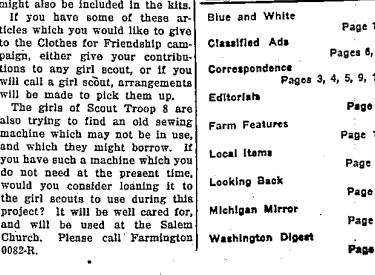 might also be included in the kits.
If you have some of these ar-
ticles which you would like to give
to the Clothes for Friendship cam-
paign, either give your contribu-
tions to any girl scout, or if you
will call a girl scout, arrangements
will be made to pick them up.
The girls of Scout Troop 8 are
also trying to find an old sewing
machine which may not be in use,
and which they might borrow. If
you have such a machine which you
do not need at the present time,
would you consider loaning it to
the girl scouts to use during this
project? It will be well cared for,
and will be used at the Salem
Church. Please call Farmington
0082-R.
Blue and White
Page 1
Classified Ads
Pages 6,
Correspondence
Pages 3, 4, 5, 9, 1
Editorials
Page
Farm Features
Page
Local Items
Page
Looking Back
Page
Michigan Mirror
Page
Washington Digest
Page